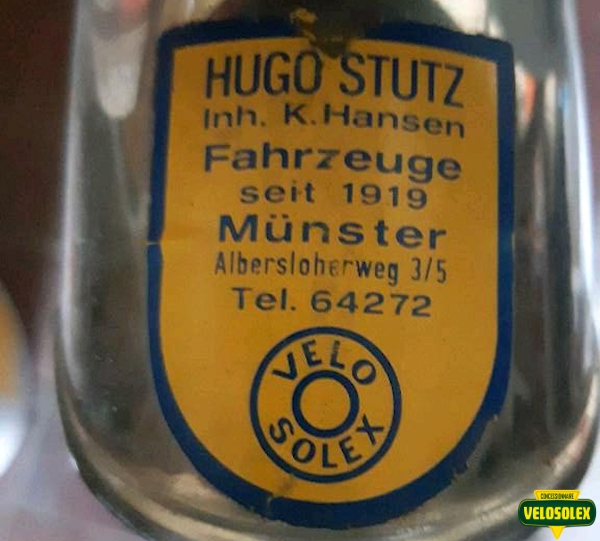 HUGO STUTZ
Inh. K. Hansen
Fahrzeuge
seit 1919
Münster
Albersloherweg 3/5
Tel. 64272
VELO
SOLEX
CONCESSIONNAIRE
VELOSOLEX